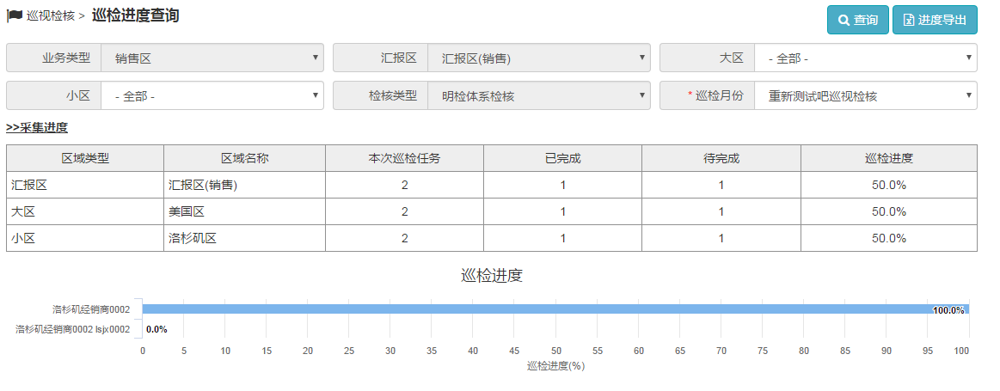 巡视检核 > 巡检进度查询
查询 进度导出
业务类型 销售区 汇报区 汇报区(销售) 大区 - 全部 -
小区 - 全部 - 检核类型 明检体系检核 * 巡检月份 重新测试吧巡视检核
>>采集进度
区域类型 区域名称 本次巡检任务 已完成 待完成 巡检进度
汇报区 汇报区(销售) 2 1 1 50.0%
大区 美国区 2 1 1 50.0%
小区 洛杉矶区 2 1 1 50.0%
巡检进度
洛杉矶经销商0002 100.0%
洛杉矶经销商0002 lsjx0002 0.0%
0 5 10 15 20 25 30 35 40 45 50 55 60 65 70 75 80 85 90 95 100
巡检进度(%)